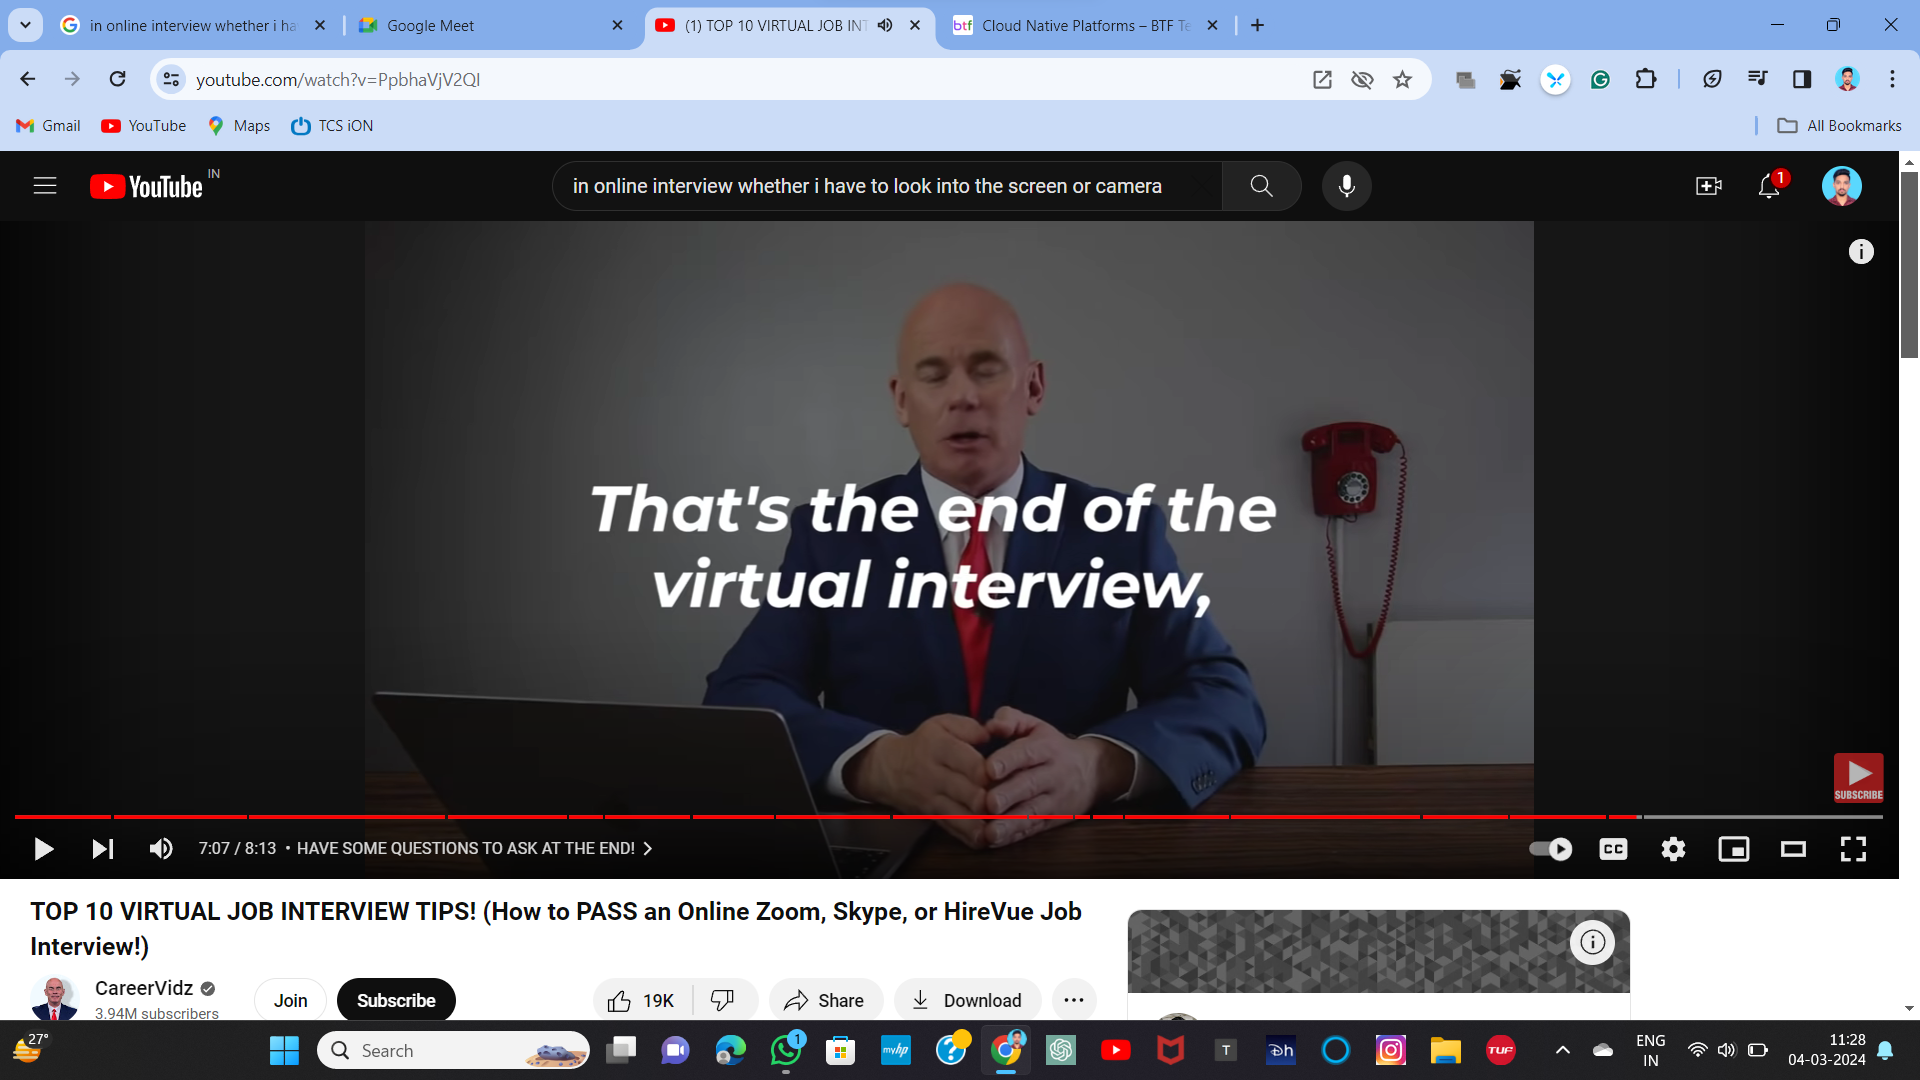 in online interview whether i ha
Google Meet
(1) TOP 10 VIRTUAL JOB INT
btf
Cloud Native Platforms – BTF Te
youtube.com/watch?v=PpbhaVjV2QI
Gmail
YouTube
Maps
TCS iON
All Bookmarks
YouTube IN
in online interview whether i have to look into the screen or camera
1
That's the end of the
virtual interview,
SUBSCRIBE
7:07 / 8:13 • HAVE SOME QUESTIONS TO ASK AT THE END!
CC
TOP 10 VIRTUAL JOB INTERVIEW TIPS! (How to PASS an Online Zoom, Skype, or HireVue Job
Interview!)
CareerVidz
3.94M subscribers
Join
Subscribe
19K
Share
Download
27°
Search
1
myhp
T
Dh
TUF
ENG
IN
11:28
04-03-2024